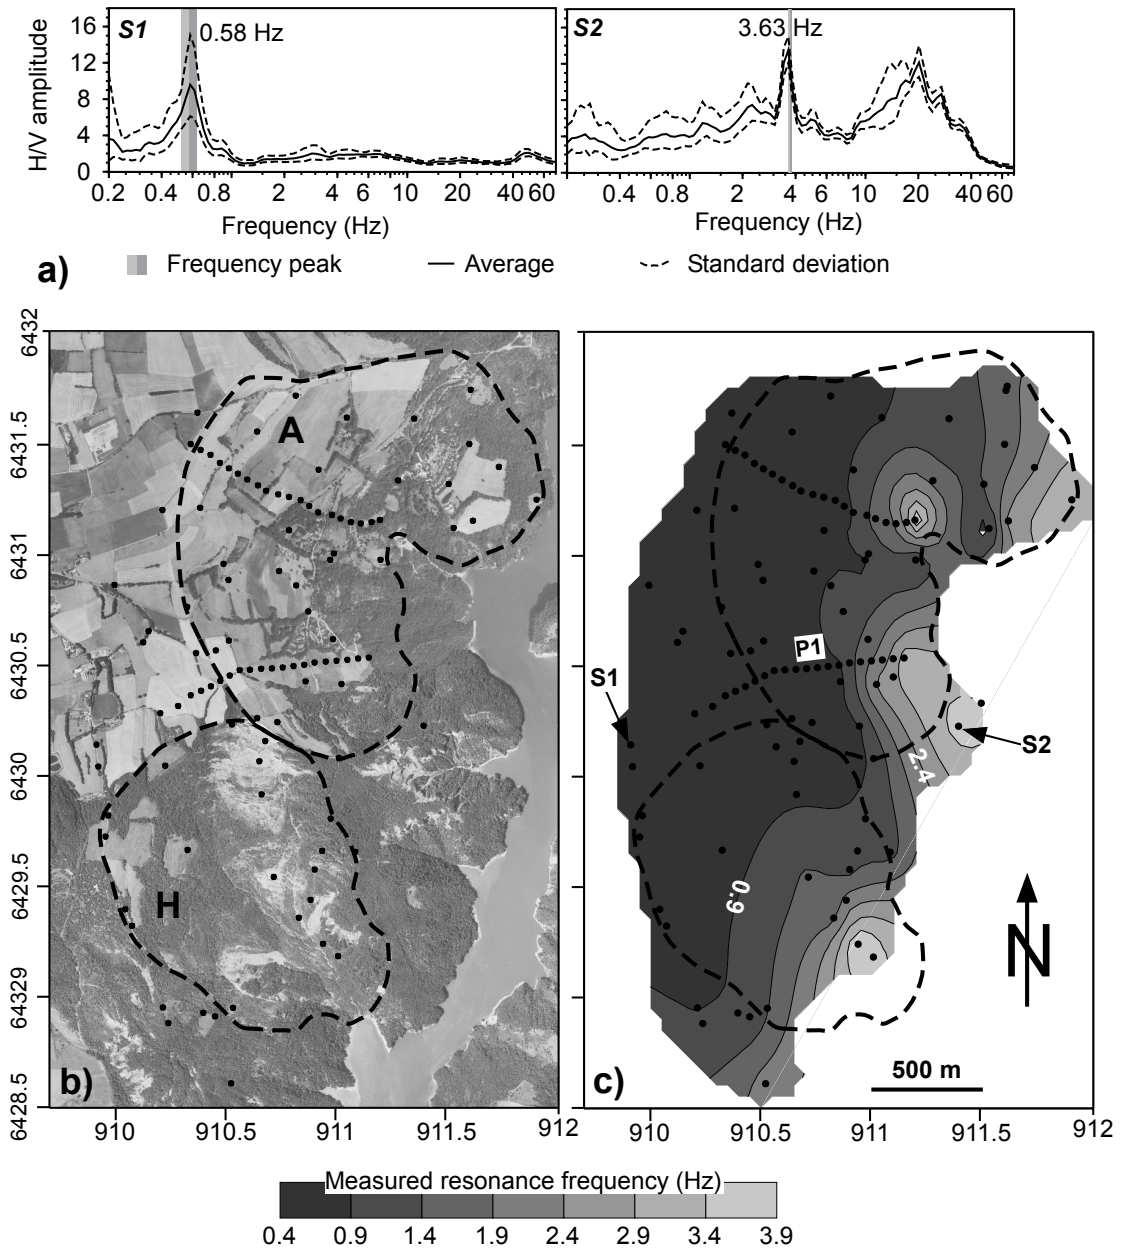 S1
0.58 Hz
S2
3.63 Hz
H/V amplitude
16
12
8
4
0
0.2 0.4 0.8 2 4 6 10 20 40 60
0.4 0.8 2 4 6 10 20 40 60
Frequency (Hz)
Frequency (Hz)
a)
Frequency peak
Average
Standard deviation
6432
6431.5
6431
6430.5
6430
6429.5
6432.9
6428.5
A
H
b)
910 910.5 911 911.5 912
P1
S1
S2
2.4
0.9
N
500 m
c)
910 910.5 911 911.5 912
Measured resonance frequency (Hz)
0.4 0.9 1.4 1.9 2.4 2.9 3.4 3.9